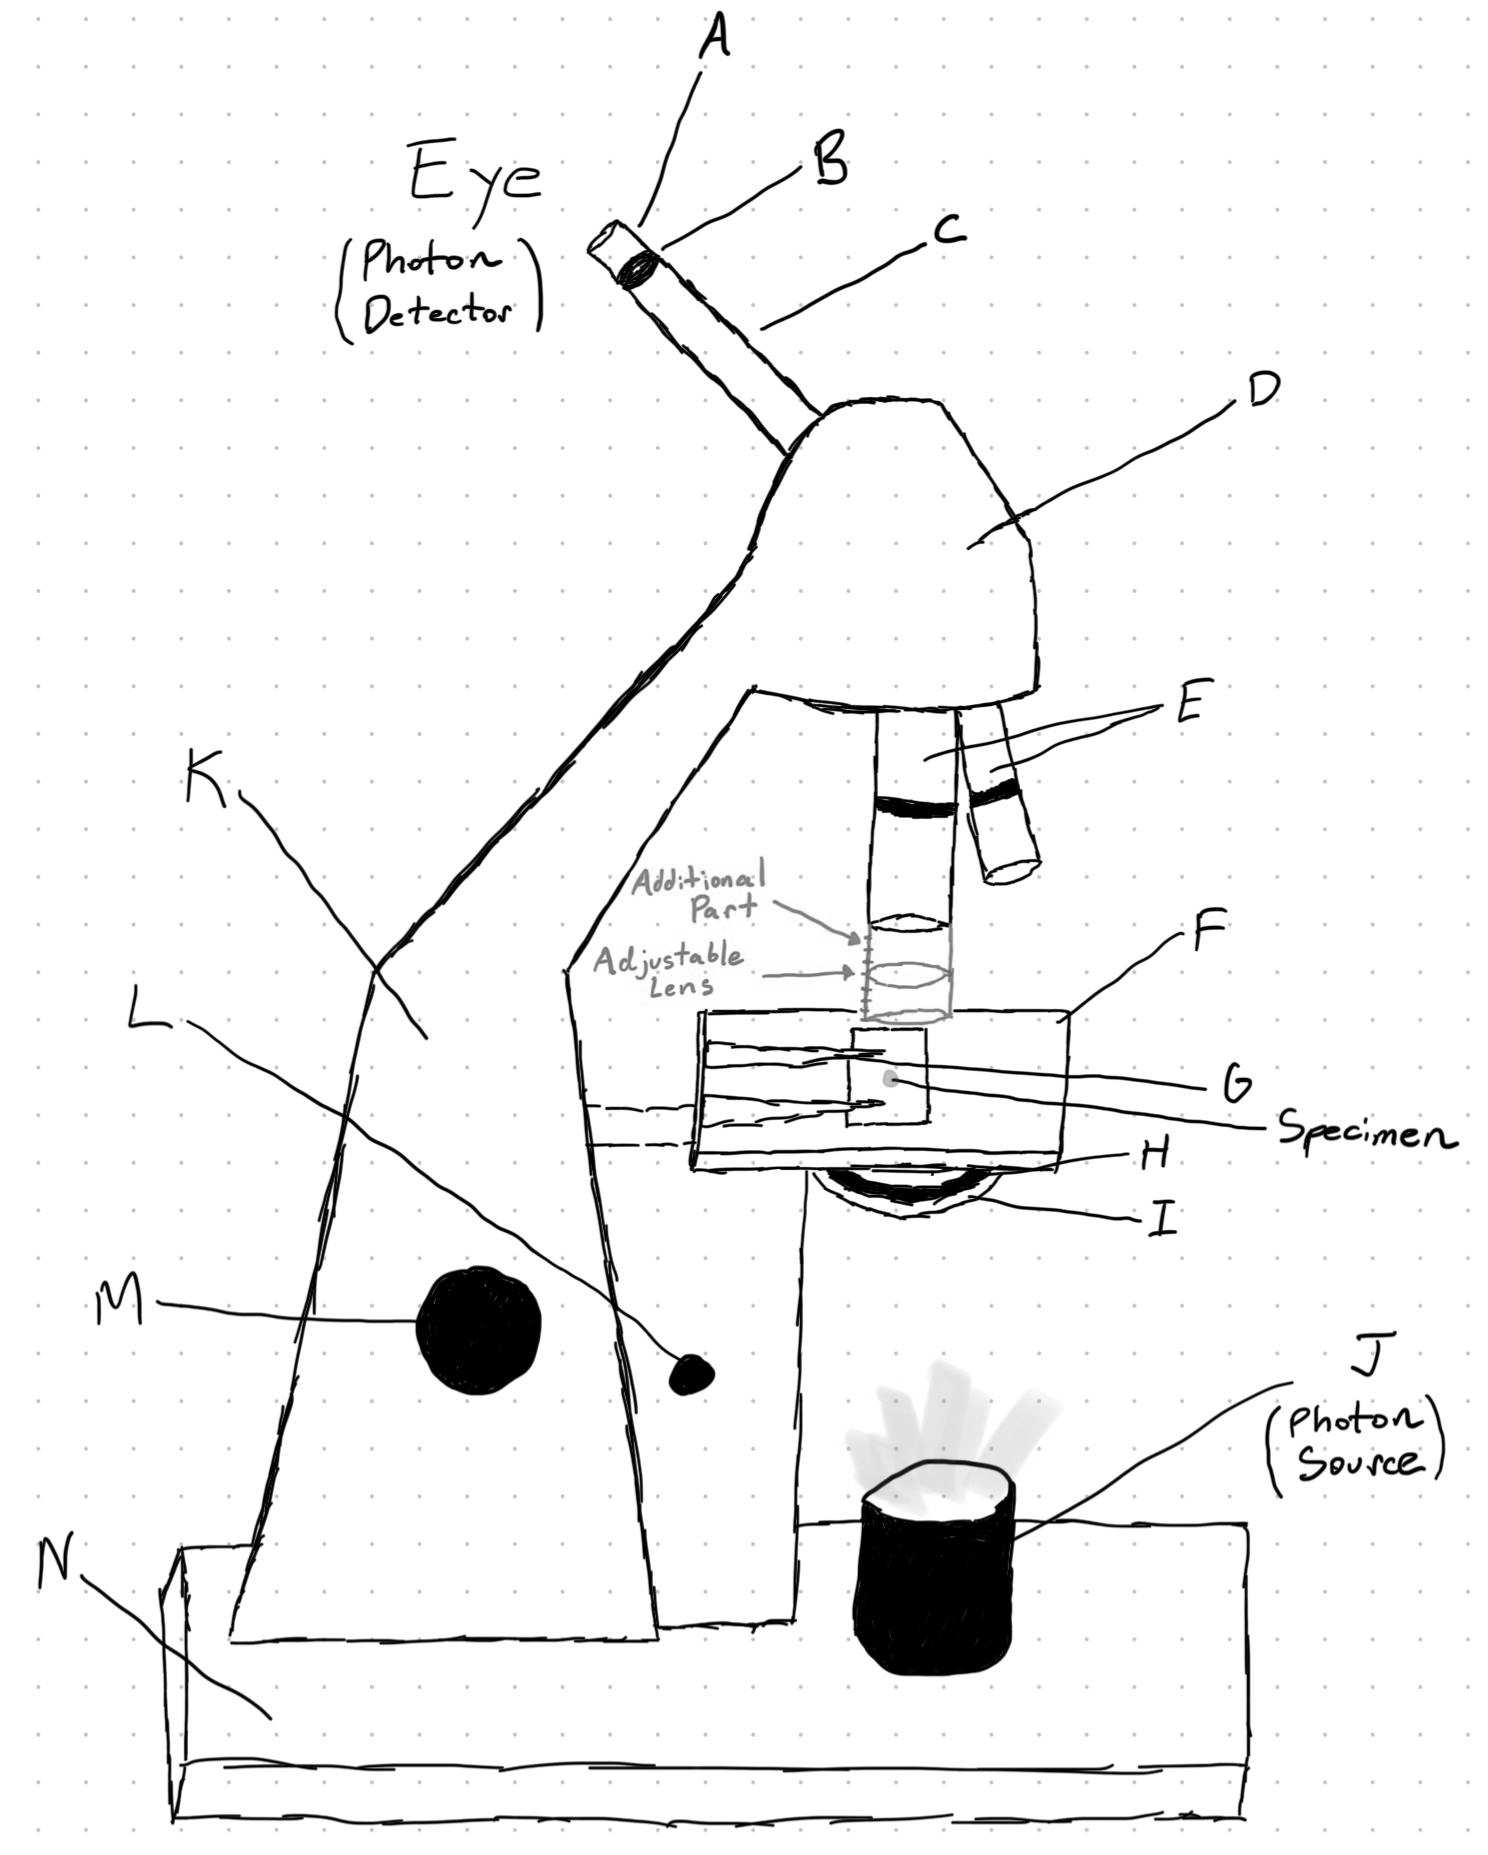 A
B
Eye
(Photon
Detector)
C
D
E
K
Additional
Part
F
Adjustable
Lens
L
G
Specimen
H
I
M
J
(Photon
Source)
N